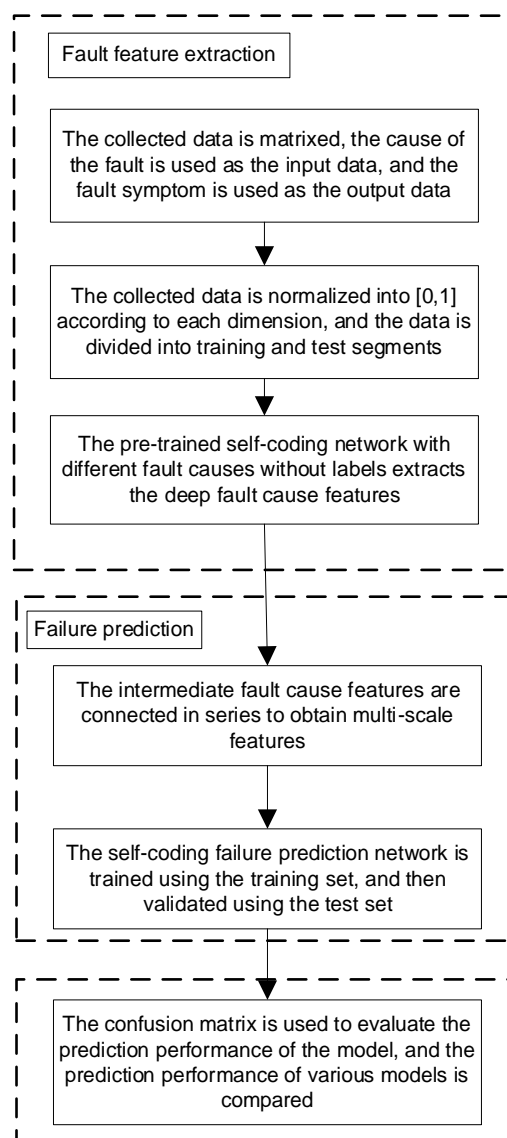 Fault feature extraction
The collected data is matrixed, the cause of
the fault is used as the input data, and the
fault symptom is used as the output data
The collected data is normalized into [0,1]
according to each dimension, and the data is
divided into training and test segments
The pre-trained self-coding network with
different fault causes without labels extracts
the deep fault cause features
Failure prediction
The intermediate fault cause features are
connected in series to obtain multi-scale
features
The self-coding failure prediction network is
trained using the training set, and then
validated using the test set
The confusion matrix is used to evaluate the
prediction performance of the model, and the
prediction performance of various models is
compared